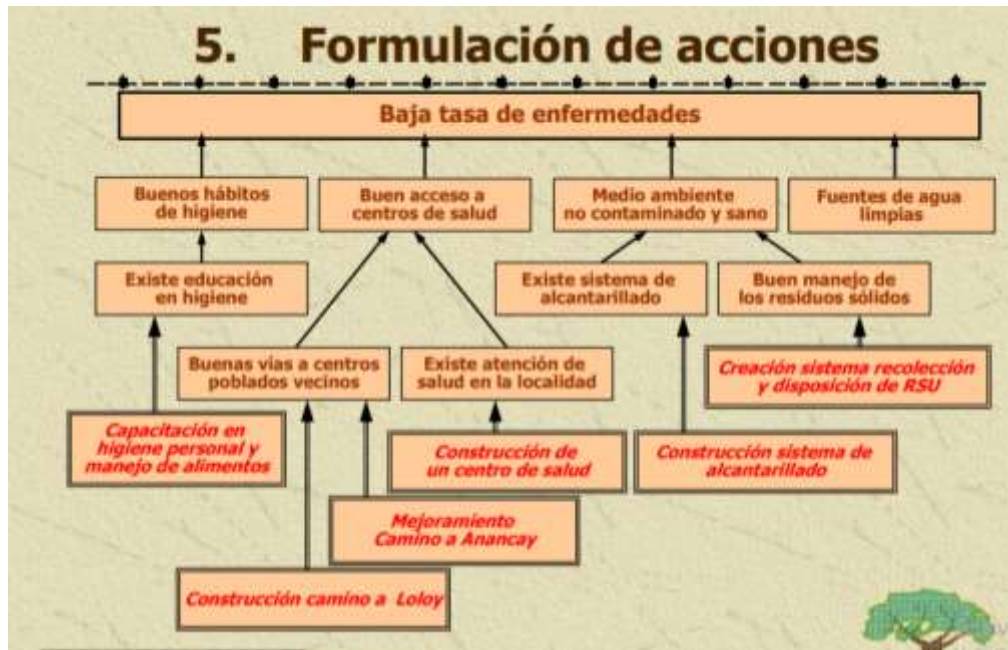 5. Formulación de acciones
Baja tasa de enfermedades
Buenos hábitos
de higiene
Buen acceso a
centros de salud
Medio ambiente
no contaminado y sano
Fuentes de agua
limpias
Existe educación
en higiene
Existe sistema de
alcantarillado
Buen manejo de
los residuos sólidos
Buenas vías a centros
poblados vecinos
Existe atención de
salud en la localidad
Creación sistema recolección
y disposición de RSU
Capacitación en
higiene personal y
manejo de alimentos
Construcción de
un centro de salud
Construcción sistema de
alcantarillado
Mejoramiento
Camino a Anancay
Construcción camino a Loloy